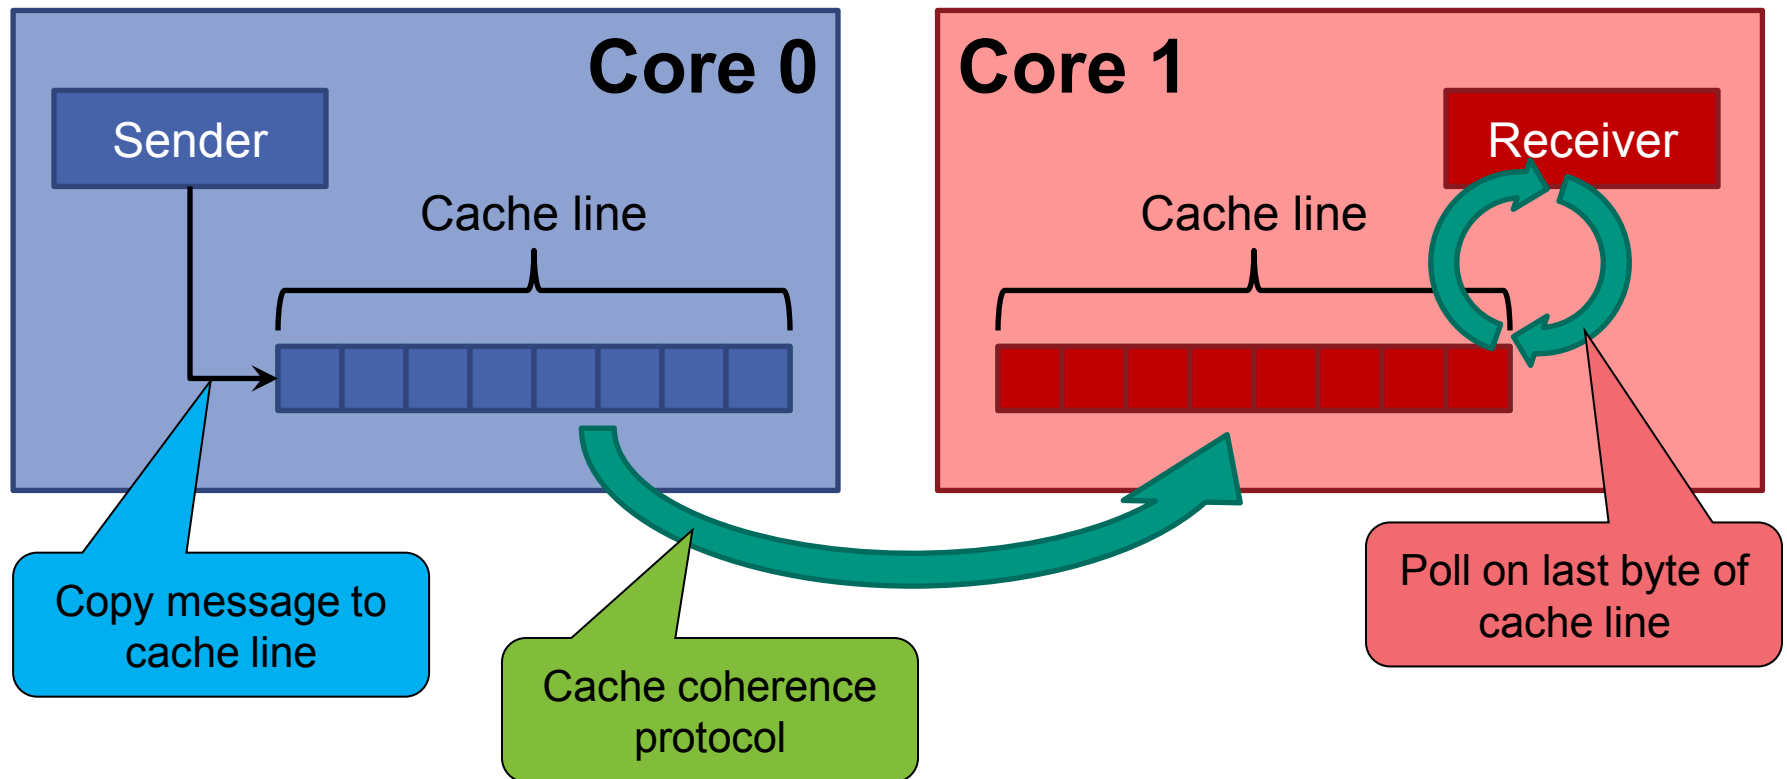 Core 0
Core 1
Sender
Receiver
Cache line
Cache line
Copy message to
cache line
Cache coherence
protocol
Poll on last byte of
cache line